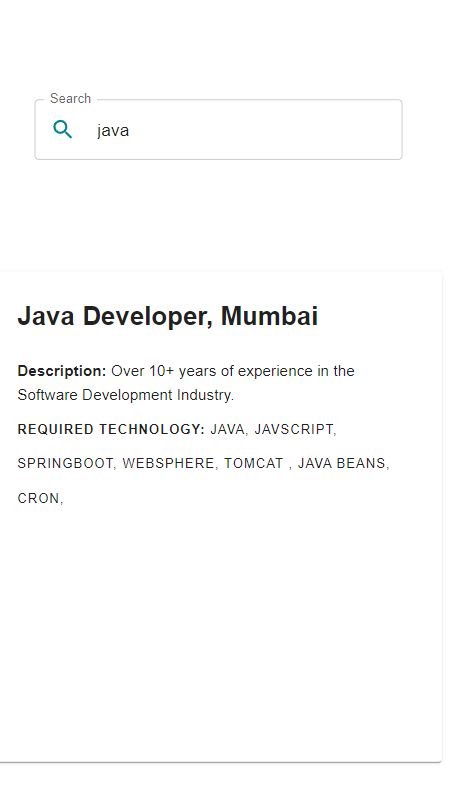 Search
java
Java Developer, Mumbai
Description: Over 10+ years of experience in the
Software Development Industry.
REQUIRED TECHNOLOGY: JAVA, JAVSCRIPT,
SPRINGBOOT, WEBSPHERE, TOMCAT , JAVA BEANS,
CRON,